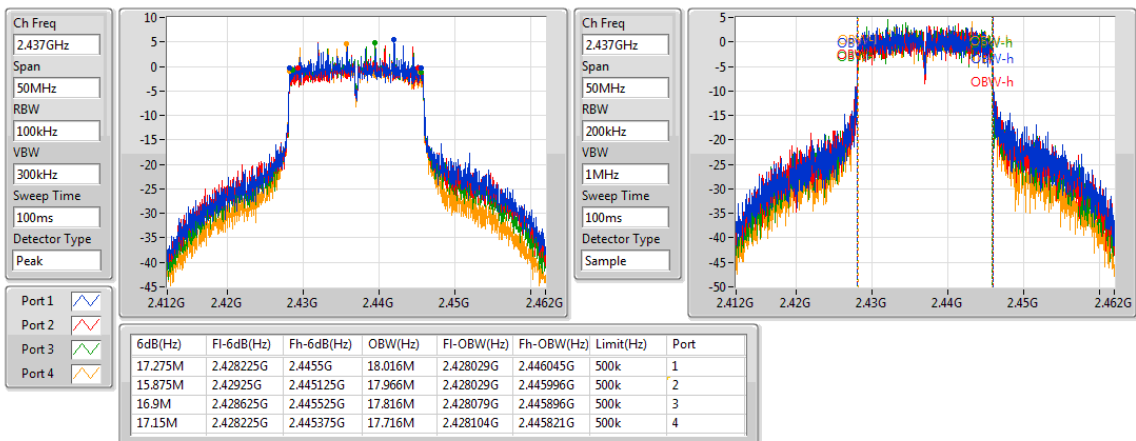 Ch Freq
2.437GHz
Span
50MHz
RBW
100kHz
VBW
300kHz
Sweep Time
100ms
Detector Type
Peak
10
5
0
-5
-10
-15
-20
-25
-30
-35
-40
-45
2.412G 2.42G 2.43G 2.44G 2.45G 2.462G
Ch Freq
2.437GHz
Span
50MHz
RBW
200kHz
VBW
1MHz
Sweep Time
100ms
Detector Type
Sample
5
0
-5
-10
-15
-20
-25
-30
-35
-40
-45
-50
OBW-h
OBW-h
OBW-h
2.412G 2.42G 2.43G 2.44G 2.45G 2.462G
Port 1
Port 2
Port 3
Port 4
6dB(Hz) Fl-6dB(Hz) Fh-6dB(Hz) OBW(Hz) Fl-OBW(Hz) Fh-OBW(Hz) Limit(Hz) Port
17.275M 2.428225G 2.4455G 18.016M 2.428029G 2.446045G 500k 1
15.875M 2.42925G 2.445125G 17.966M 2.428029G 2.445996G 500k 2
16.9M 2.428625G 2.445525G 17.816M 2.428079G 2.445896G 500k 3
17.15M 2.428225G 2.445375G 17.716M 2.428104G 2.445821G 500k 4